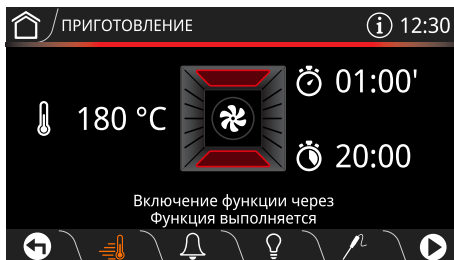 ПРИГОТОВЛЕНИЕ
12:30
180 °C
01:00'
20:00
Включение функции через
Функция выполняется